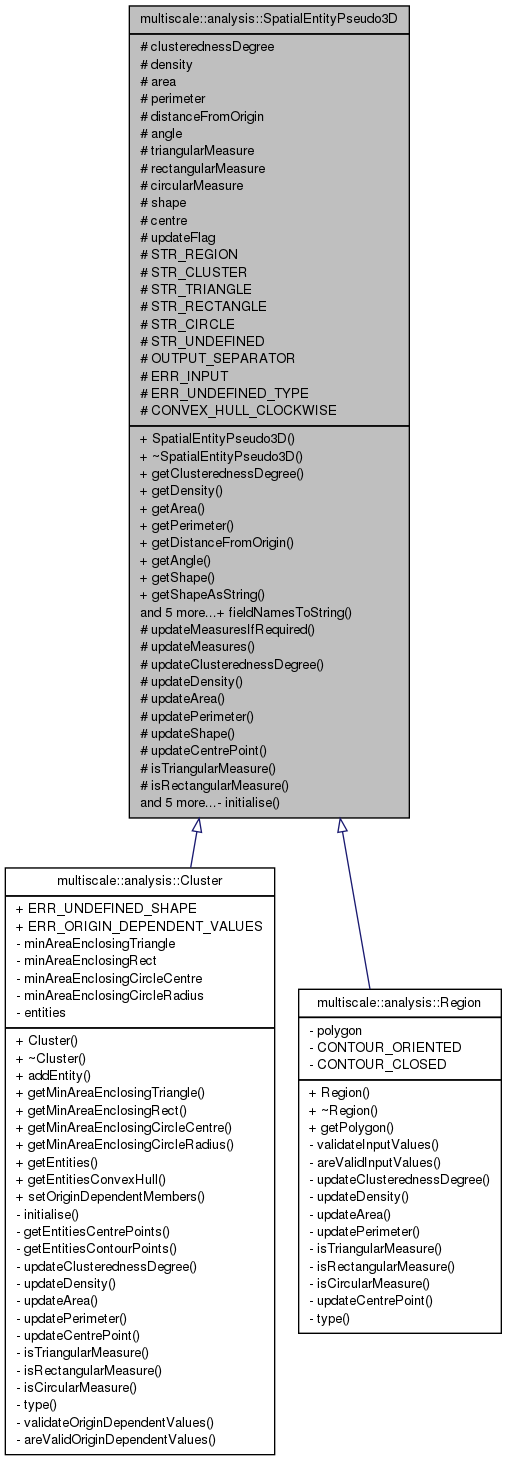 multiscale::analysis::SpatialEntityPseudo3D
# clusterednessDegree
# density
# area
# perimeter
# distanceFromOrigin
# angle
# triangularMeasure
# rectangularMeasure
# circularMeasure
# shape
# centre
# updateFlag
# STR_REGION
# STR_CLUSTER
# STR_TRIANGLE
# STR_RECTANGLE
# STR_CIRCLE
# STR_UNDEFINED
# OUTPUT_SEPARATOR
# ERR_INPUT
# ERR_UNDEFINED_TYPE
# CONVEX_HULL_CLOCKWISE
+ SpatialEntityPseudo3D()
+ ~SpatialEntityPseudo3D()
+ getClusterednessDegree()
+ getDensity()
+ getArea()
+ getPerimeter()
+ getDistanceFromOrigin()
+ getAngle()
+ getShape()
+ getShapeAsString()
and 5 more...+ fieldNamesToString()
# updateMeasuresIfRequired()
# updateMeasures()
# updateClusterednessDegree()
# updateDensity()
# updateArea()
# updatePerimeter()
# updateShape()
# updateCentrePoint()
# isTriangularMeasure()
# isRectangularMeasure()
and 5 more...- initialise()
multiscale::analysis::Cluster
+ ERR_UNDEFINED_SHAPE
+ ERR_ORIGIN_DEPENDENT_VALUES
- minAreaEnclosingTriangle
- minAreaEnclosingRect
- minAreaEnclosingCircleCentre
- minAreaEnclosingCircleRadius
- entities
+ Cluster()
+ ~Cluster()
+ addEntity()
+ getMinAreaEnclosingTriangle()
+ getMinAreaEnclosingRect()
+ getMinAreaEnclosingCircleCentre()
+ getMinAreaEnclosingCircleRadius()
+ getEntities()
+ getEntitiesConvexHull()
+ setOriginDependentMembers()
- initialise()
- getEntitiesCentrePoints()
- getEntitiesContourPoints()
- updateClusterednessDegree()
- updateDensity()
- updateArea()
- updatePerimeter()
- updateCentrePoint()
- isTriangularMeasure()
- isRectangularMeasure()
- isCircularMeasure()
- type()
- validateOriginDependentValues()
- areValidOriginDependentValues()
multiscale::analysis::Region
- polygon
- CONTOUR_ORIENTED
- CONTOUR_CLOSED
+ Region()
+ ~Region()
+ getPolygon()
- validateInputValues()
- areValidInputValues()
- updateClusterednessDegree()
- updateDensity()
- updateArea()
- updatePerimeter()
- isTriangularMeasure()
- isRectangularMeasure()
- isCircularMeasure()
- updateCentrePoint()
- type()